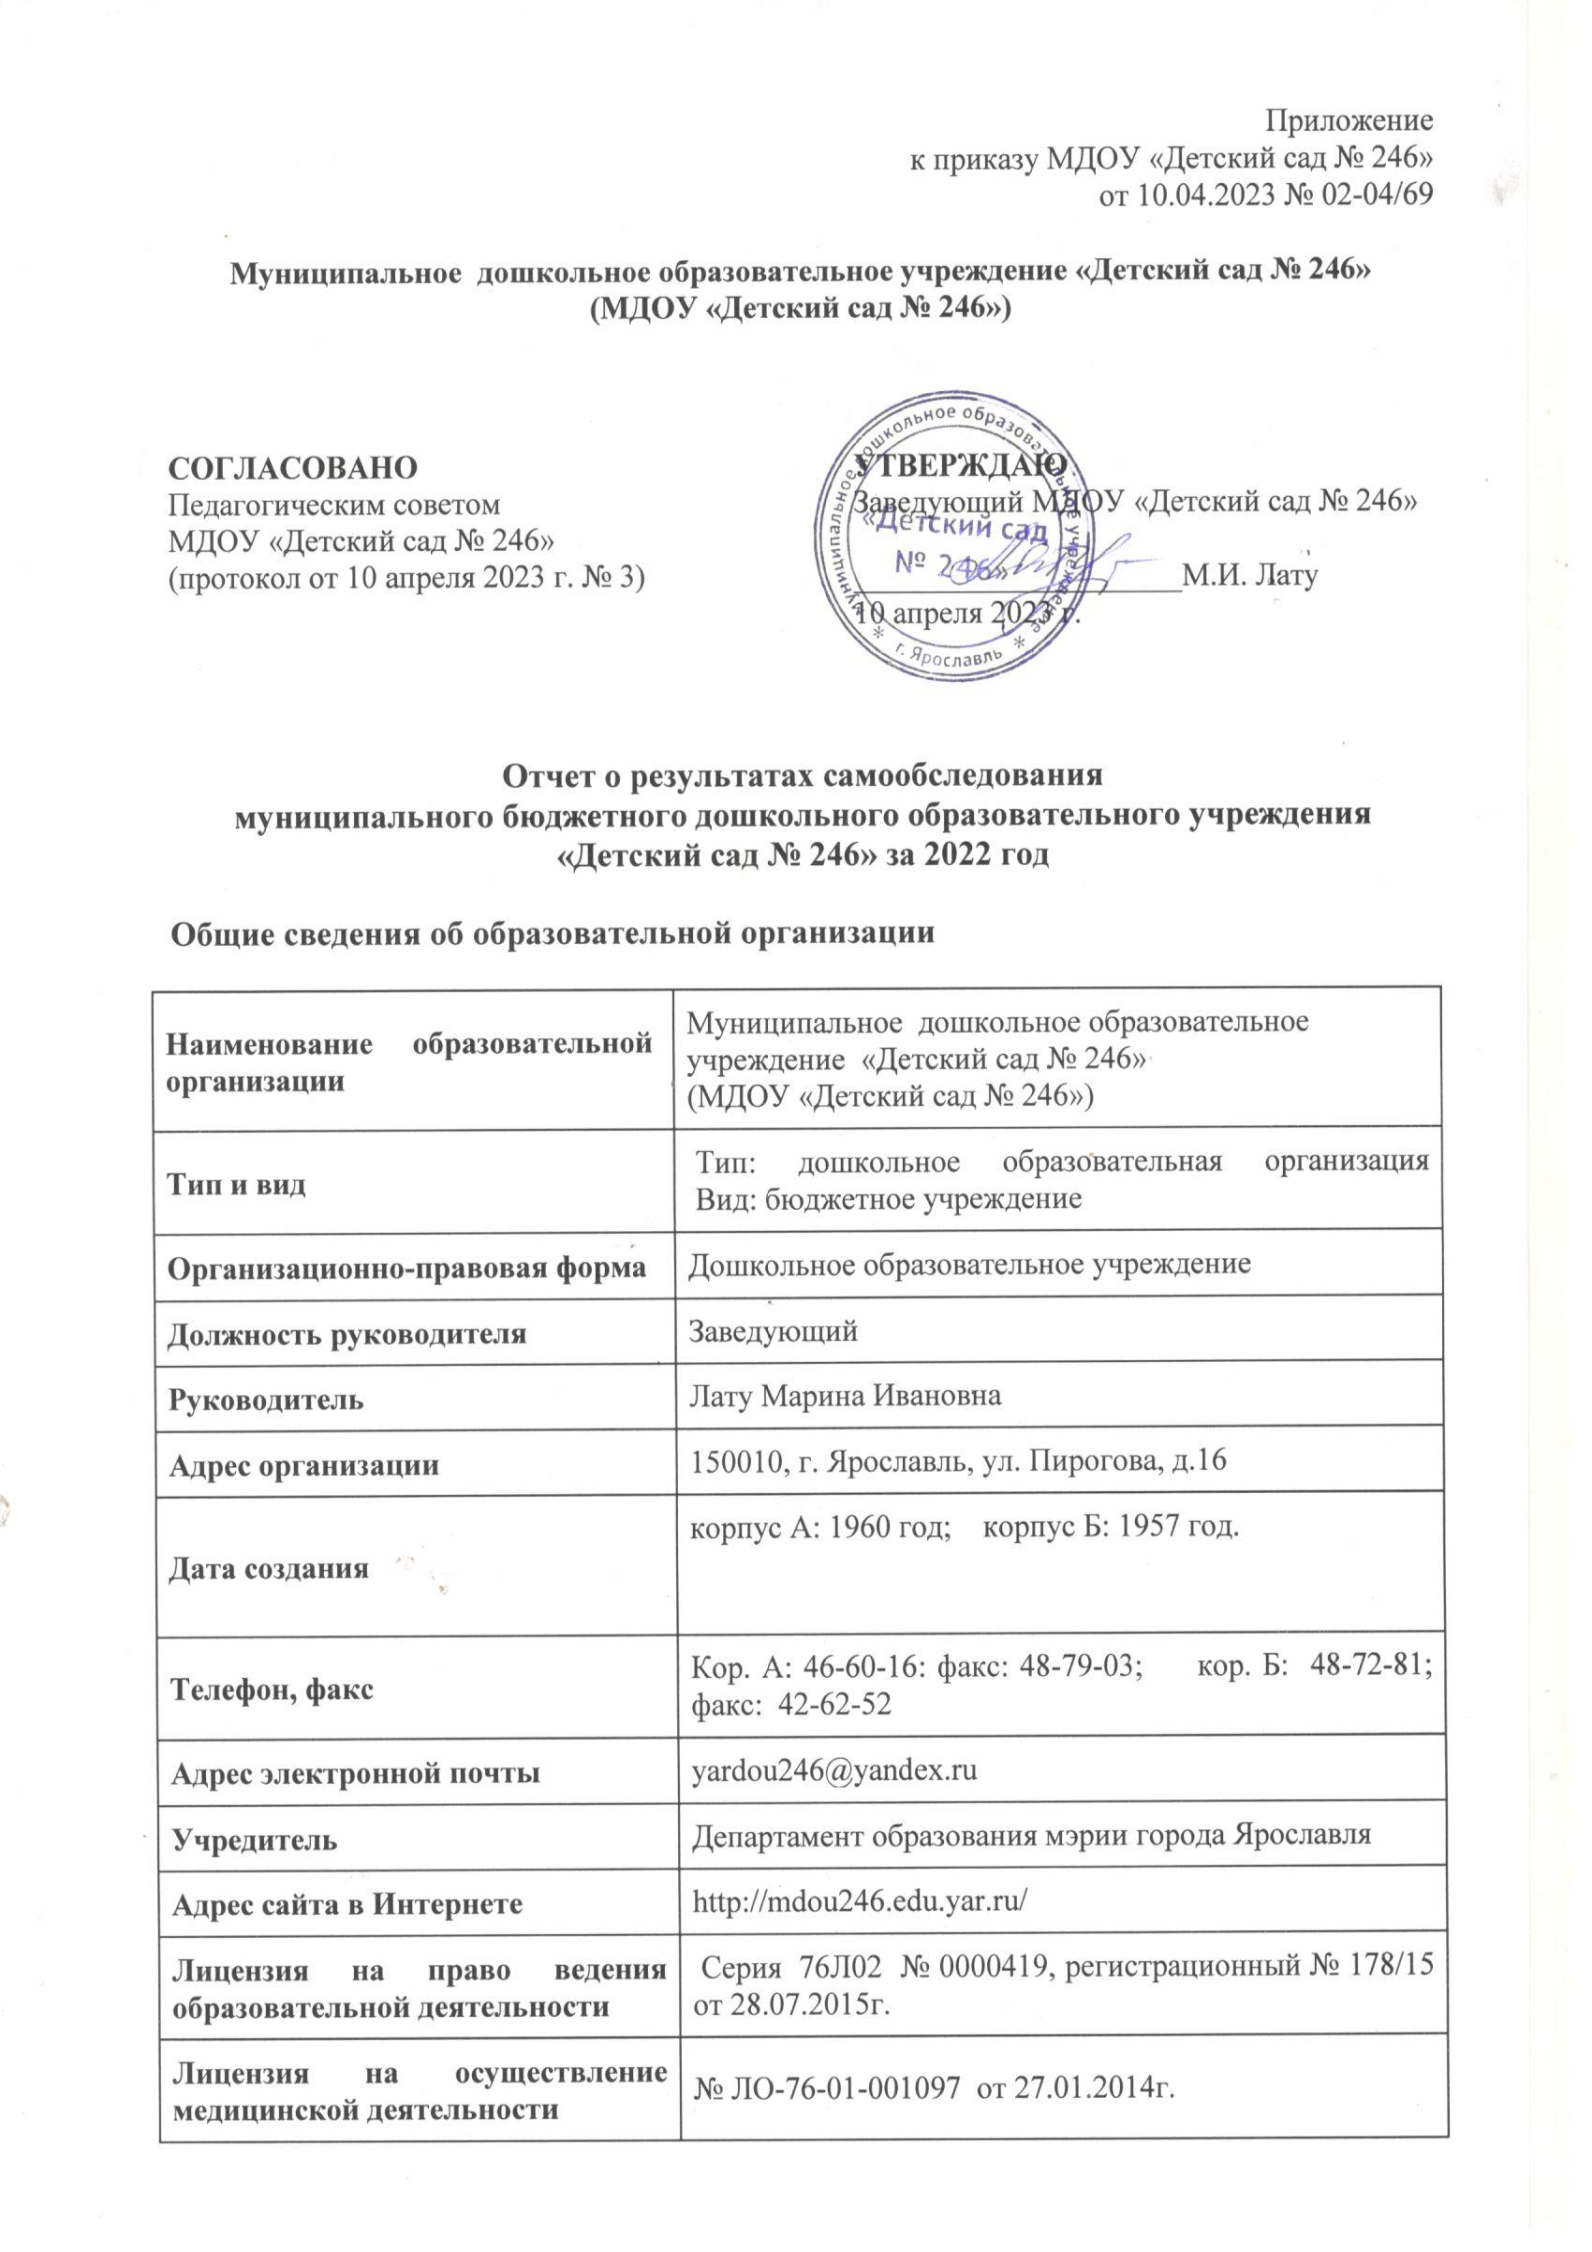 Приложение
к приказу МДОУ «Детский сад № 246»
от 10.04.2023 № 02-04/69
Муниципальное дошкольное образовательное учреждение «Детский сад № 246»
(МДОУ «Детский сад № 246»)
СОГЛАСОВАНО
Педагогическим советом
МДОУ «Детский сад № 246»
(протокол от 10 апреля 2023 г. № 3)
УТВЕРЖДАЮ
Заведующий МДОУ «Детский сад № 246»
М.И. Лату
10 апреля 2023 г.
Муниципальное дошкольное образовательное учреждение
«Детский сад
№ 246»
* г. Ярославль *
Отчет о результатах самообследования
муниципального бюджетного дошкольного образовательного учреждения
«Детский сад № 246» за 2022 год
Общие сведения об образовательной организации
Наименование образовательной
организации
Муниципальное дошкольное образовательное
учреждение «Детский сад № 246»
(МДОУ «Детский сад № 246»)
Тип и вид
Тип: дошкольное образовательная организация
Вид: бюджетное учреждение
Организационно-правовая форма
Дошкольное образовательное учреждение
Должность руководителя
Заведующий
Руководитель
Лату Марина Ивановна
Адрес организации
150010, г. Ярославль, ул. Пирогова, д.16
Дата создания
корпус А: 1960 год; корпус Б: 1957 год.
Телефон, факс
Кор. А: 46-60-16: факс: 48-79-03; кор. Б: 48-72-81;
факс: 42-62-52
Адрес электронной почты
yardou246@yandex.ru
Учредитель
Департамент образования мэрии города Ярославля
Адрес сайта в Интернете
http://mdou246.edu.yar.ru/
Лицензия на право ведения
образовательной деятельности
Серия 76Л02 № 0000419, регистрационный № 178/15
от 28.07.2015г.
Лицензия на осуществление
медицинской деятельности
№ ЛО-76-01-001097 от 27.01.2014г.